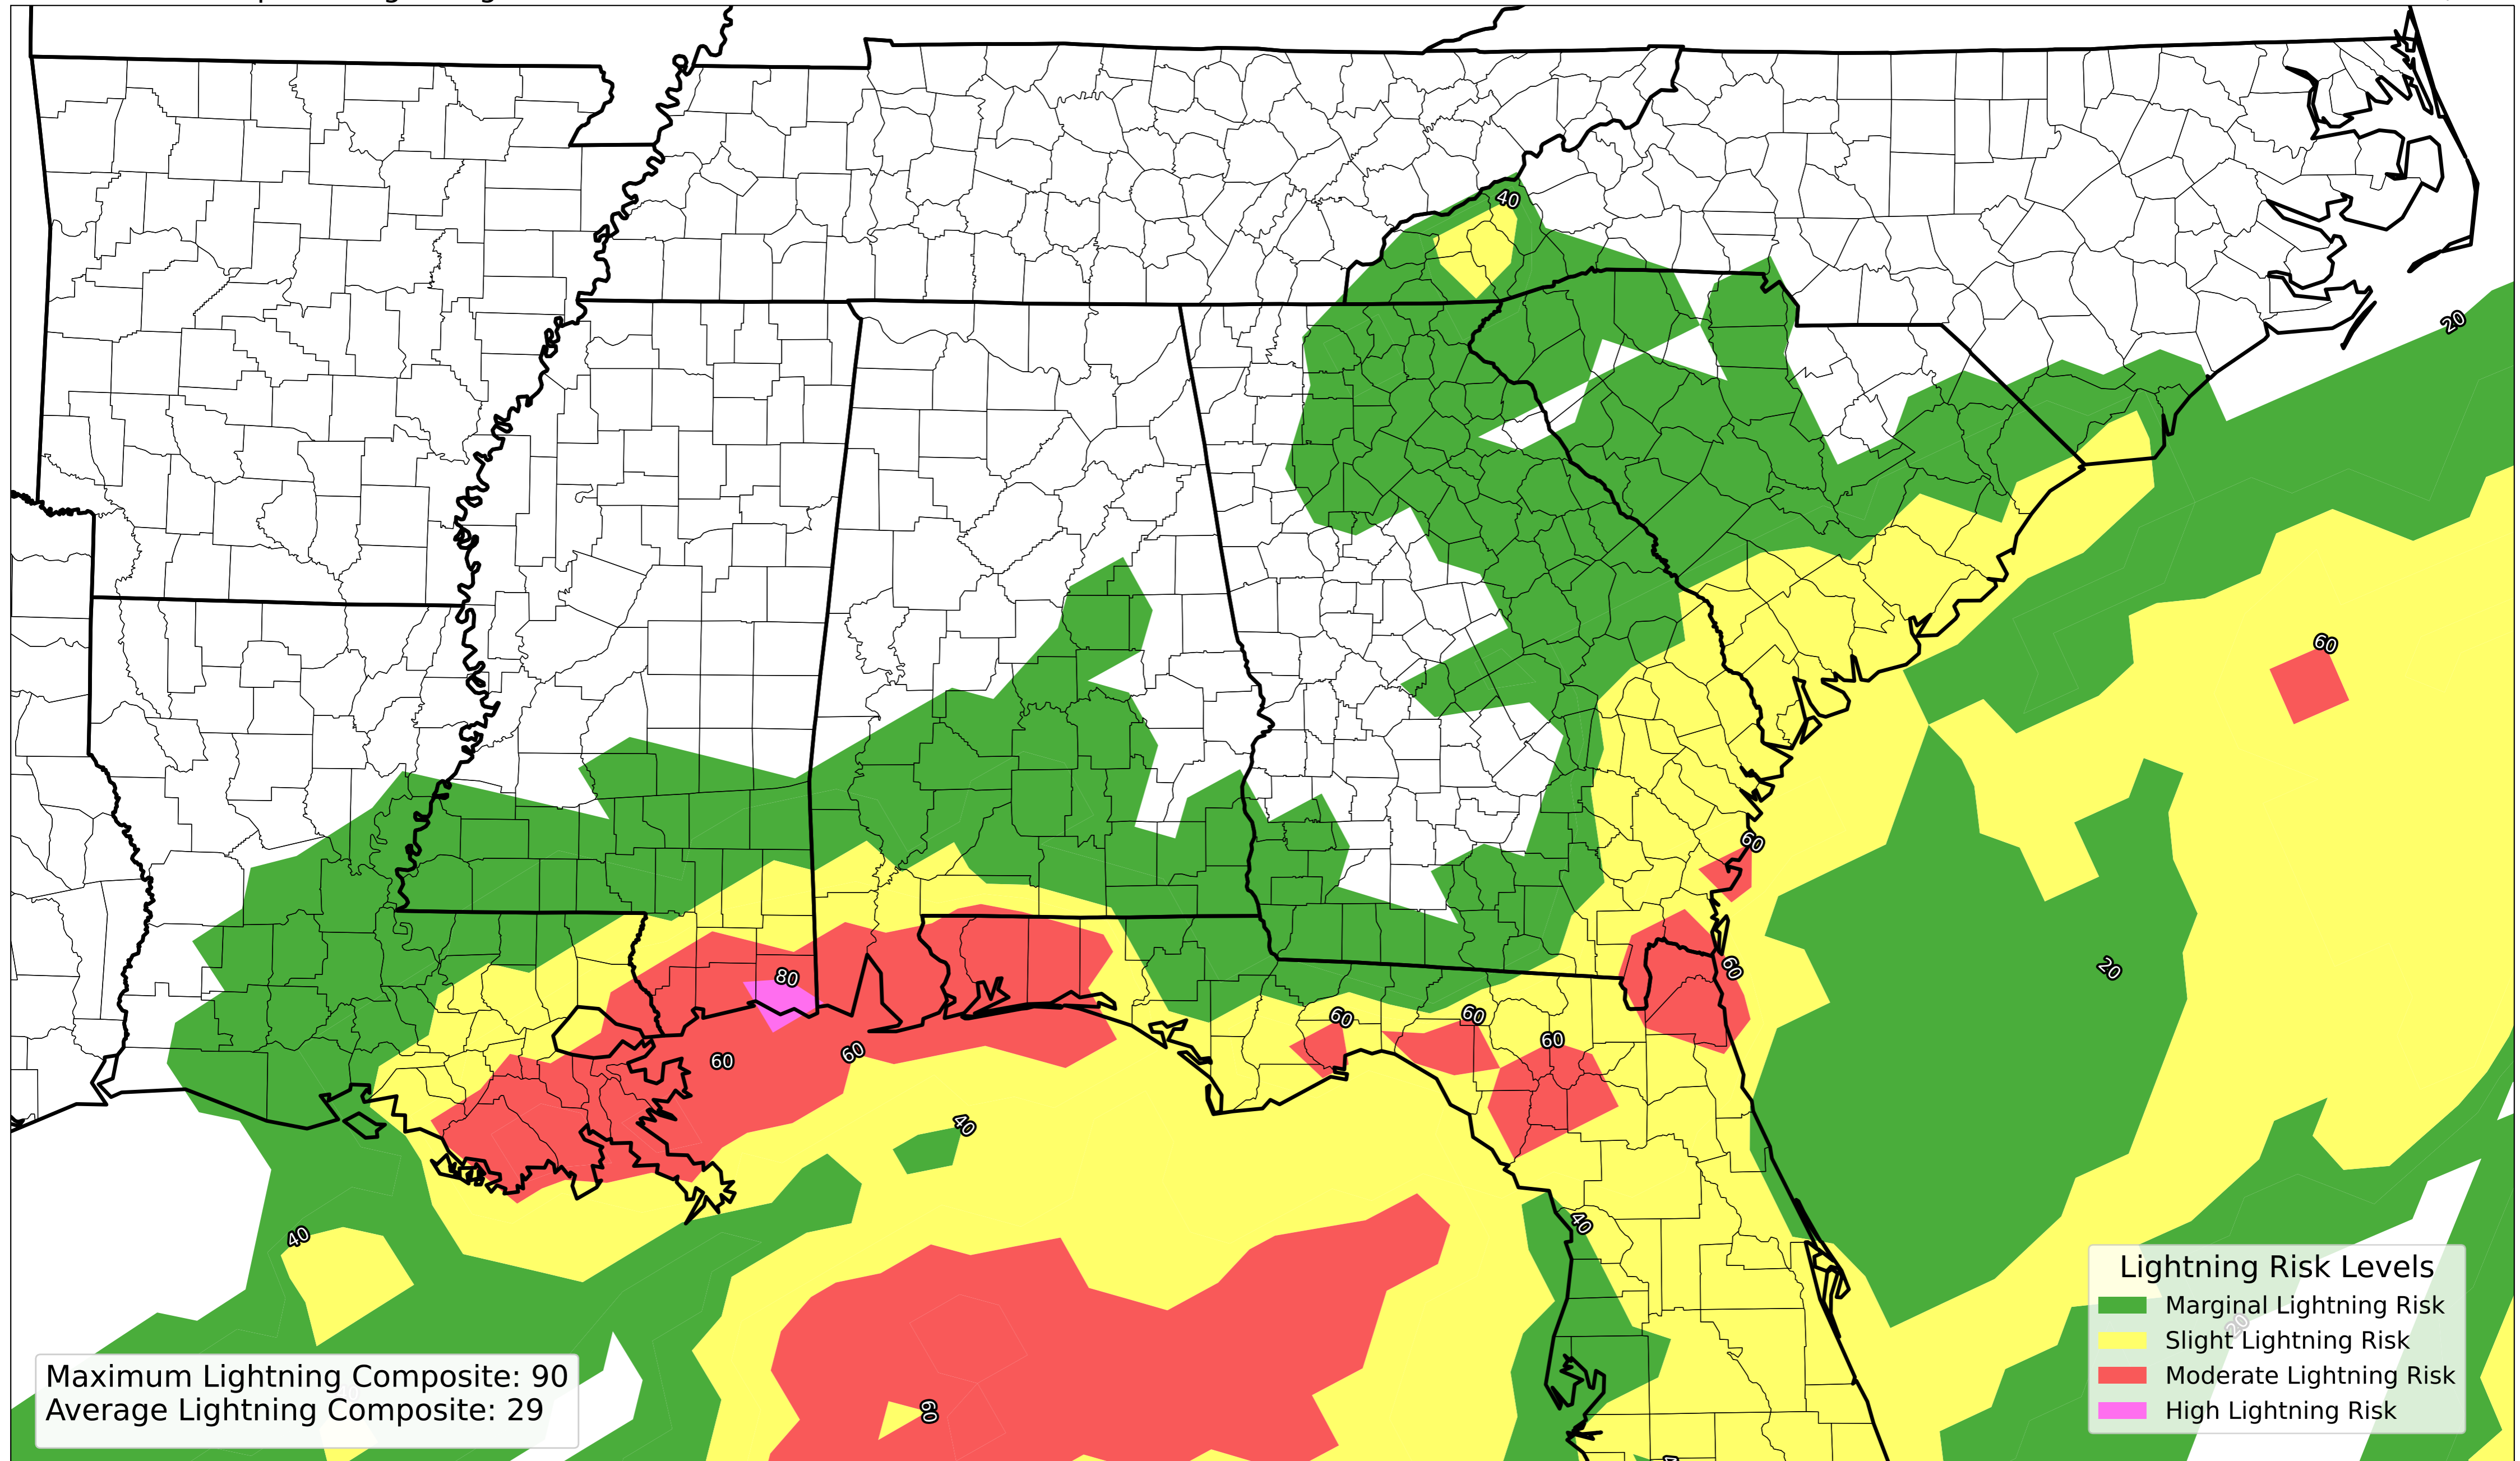 40
20
60
60
80
60
60
60
60
20
60
60
40
40
40
20
60
Maximum Lightning Composite: 90
Average Lightning Composite: 29
Lightning Risk Levels
Marginal Lightning Risk
Slight Lightning Risk
Moderate Lightning Risk
High Lightning Risk